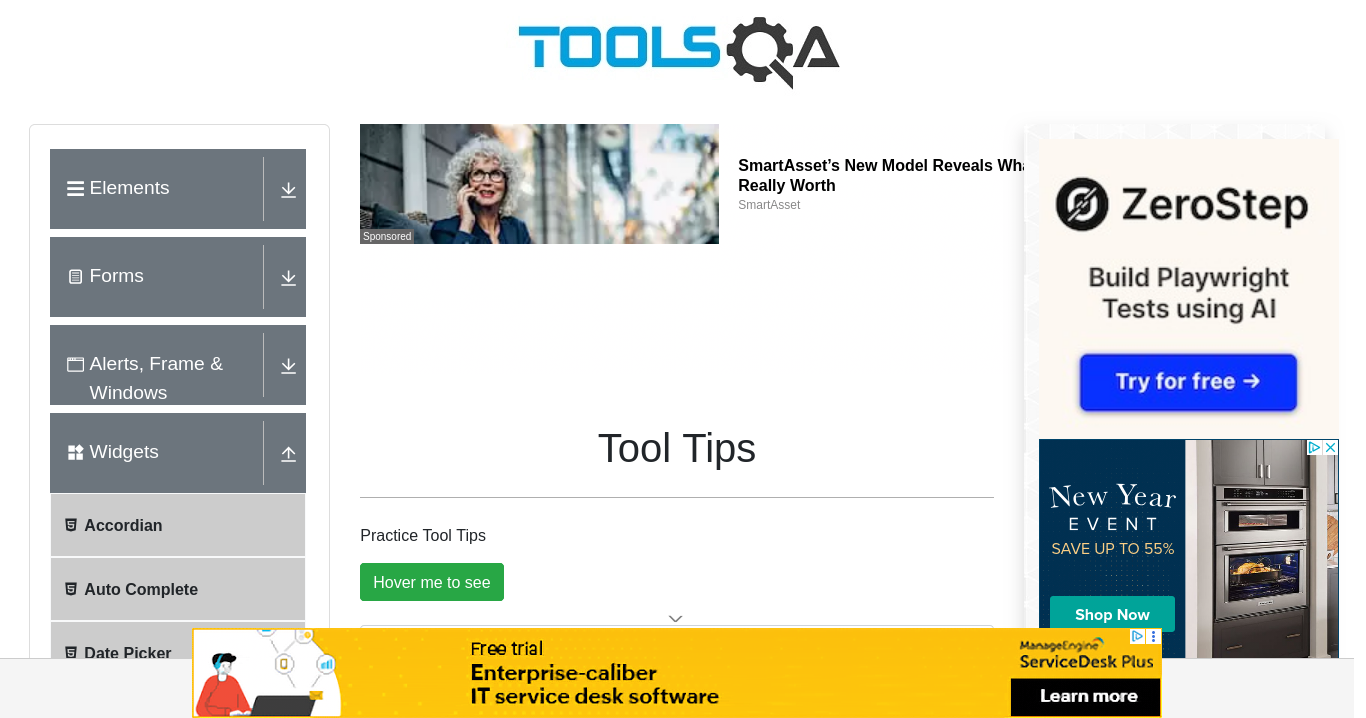 TOOLSQA
Elements
Forms
Alerts, Frame &
Windows
Widgets
Accordian
Auto Complete
Date Picker
Sponsored
SmartAsset’s New Model Reveals
Really Worth
SmartAsset
Tool Tips
Practice Tool Tips
Hover me to see
ZeroStep
Build Playwright
Tests using AI
Try for free →
New Year
EVENT
SAVE UP TO 55%
Shop Now
Free trial
Enterprise-caliber
IT service desk software
ManageEngine
ServiceDesk Plus
Learn more